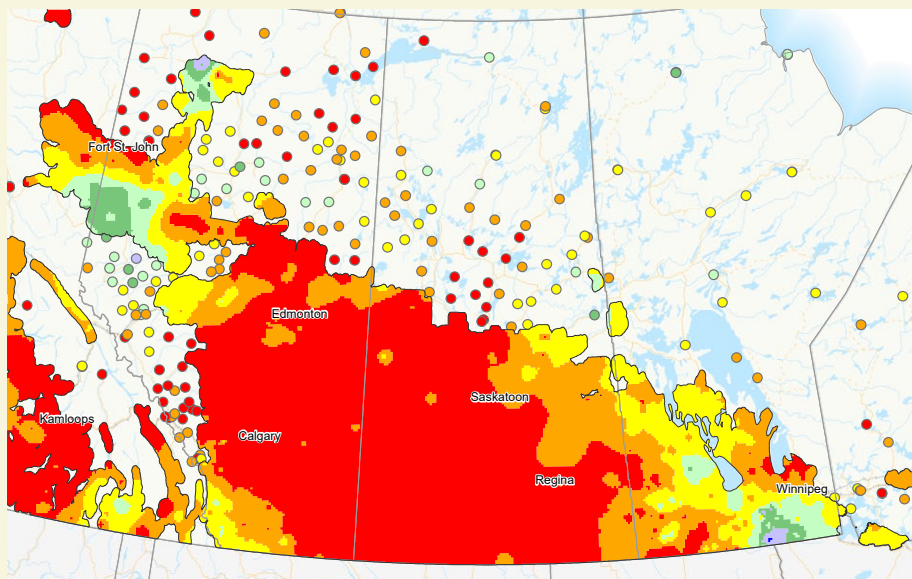 Fort St. John
Edmonton
Saskatoon
Kamloops
Calgary
Regina
Winnipeg